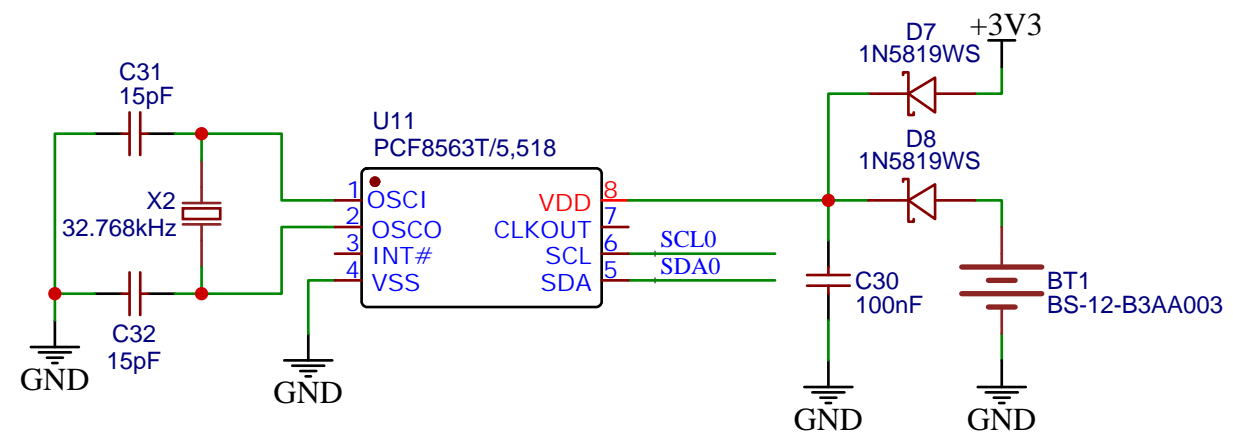 C31
15pF
X2
32.768kHz
C32
15pF
GND
U11
PCF8563T/5,518
1
OSCI
2
OSCO
3
INT#
4
VSS
8
VDD
7
CLKOUT
6
SCL
5
SDA
GND
SCL0
SDA0
D7
1N5819WS
+3V3
D8
1N5819WS
C30
100nF
GND
BT1
BS-12-B3AA003
GND